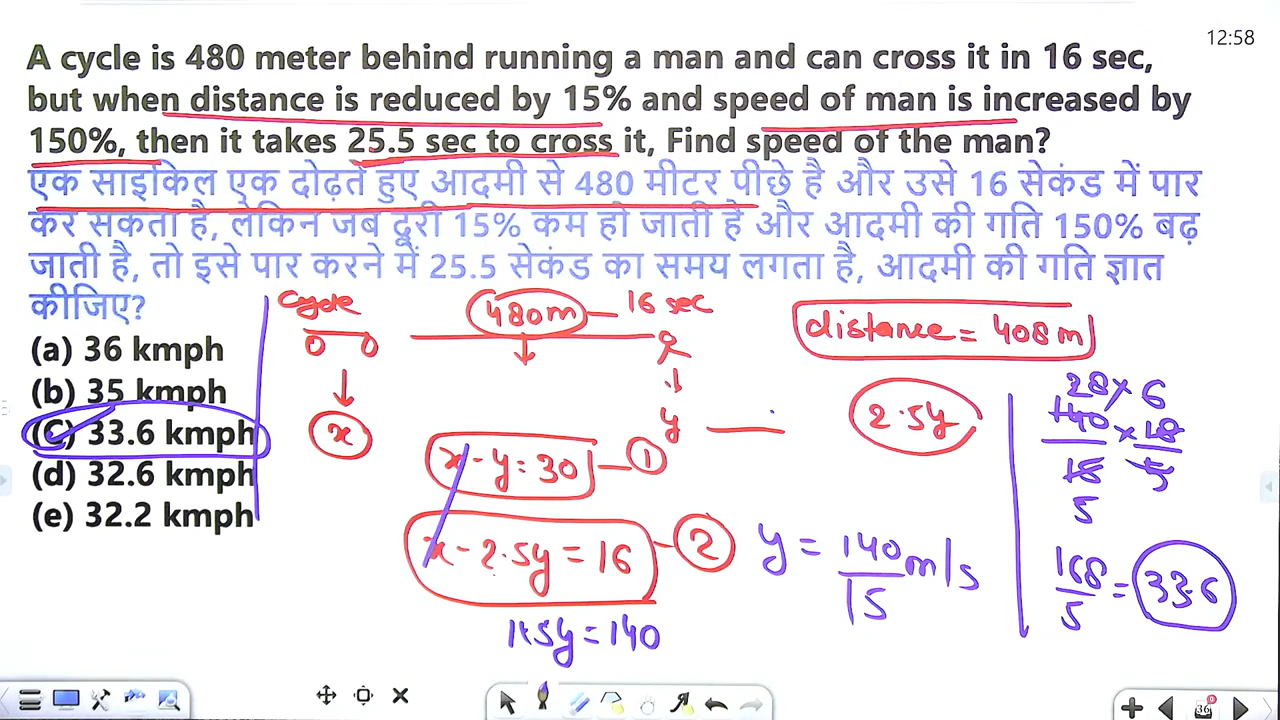 12:58
A cycle is 480 meter behind running a man and can cross it in 16 sec,
but when distance is reduced by 15% and speed of man is increased by
150%, then it takes 25.5 sec to cross it, Find speed of the man?
एक साइकिल एक दोढ़ते हुए आदमी से 480 मीटर पीछे है और उसे 16 सेकंड में पार
कर सकता है, लेकिन जब दूरी 15% कम हो जाती है और आदमी की गति 150% बढ़
जाती है, तो इसे पार करने में 25.5 सेकंड का समय लगता है, आदमी की गति ज्ञात
कीजिए?
(a) 36 kmph
(b) 35 kmph
(C) 33.6 kmph
(d) 32.6 kmph
(e) 32.2 kmph
cycle
480m — 16 sec
distance = 408m
x
y
2.5y
x - y = 30 — 1
x - 2.5y = 16 — 2
1.5y = 140
y = 140/15 m/s
28 × 6
140/15 × 18/5
5
168/5 = 33.6
36